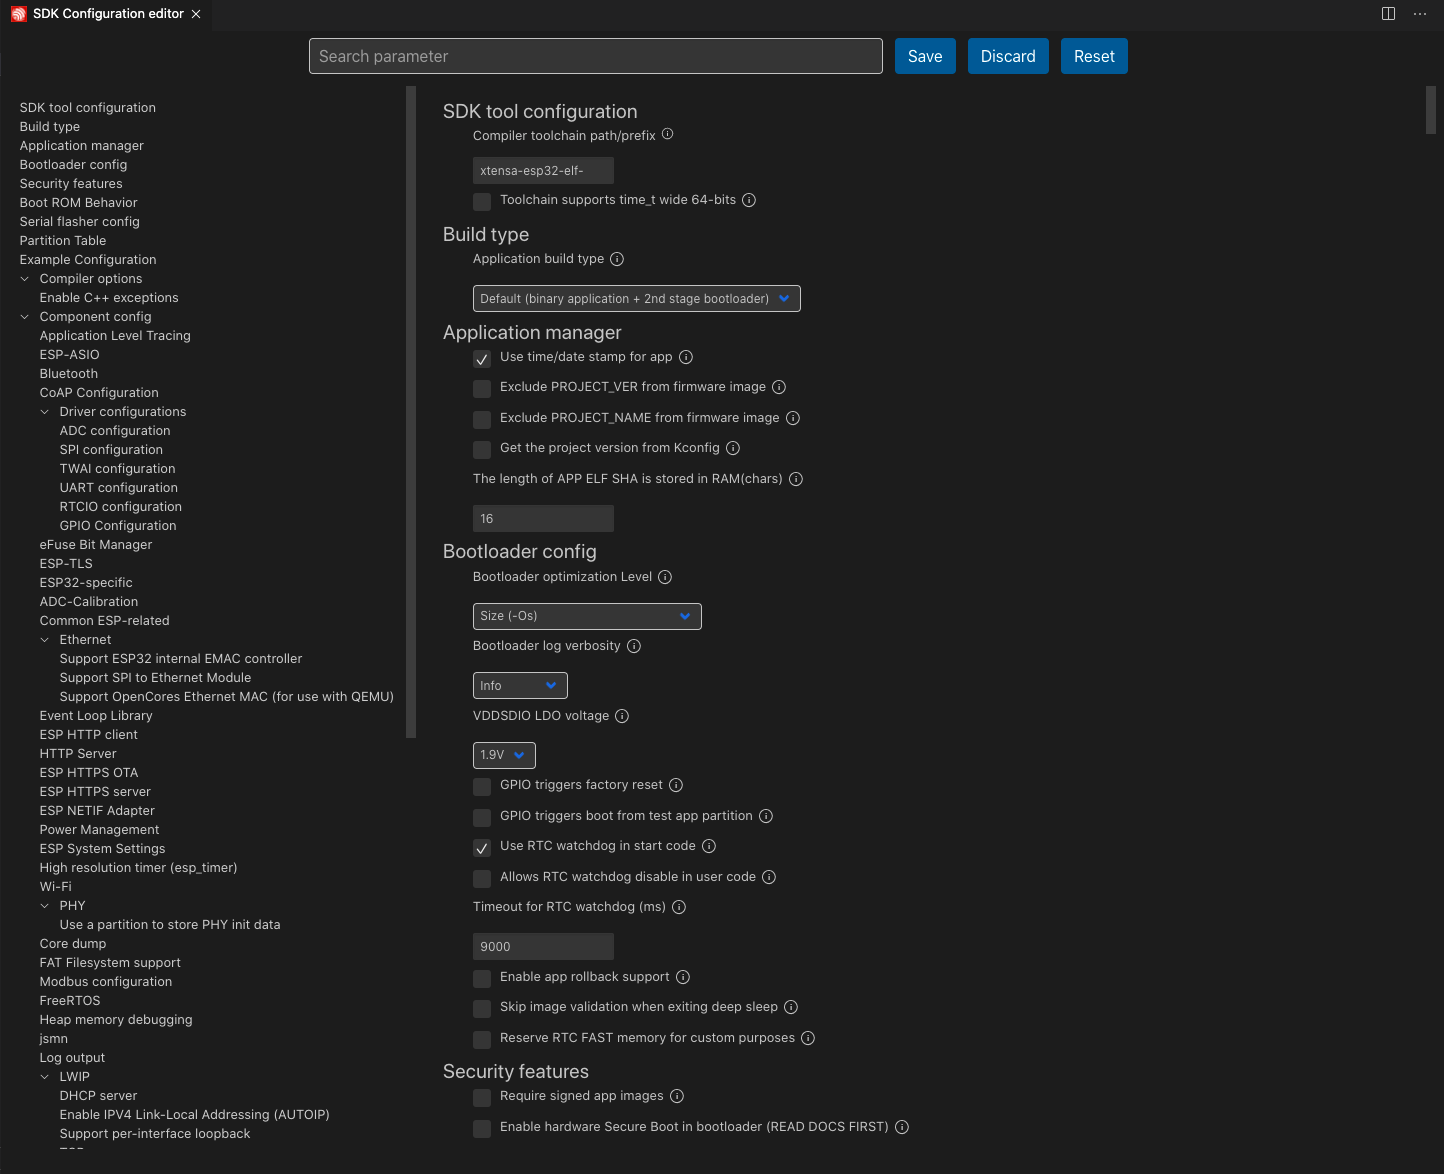 SDK Configuration editor
Search parameter
Save
Discard
Reset
SDK tool configuration
Build type
Application manager
Bootloader config
Security features
Boot ROM Behavior
Serial flasher config
Partition Table
Example Configuration
Compiler options
Enable C++ exceptions
Component config
Application Level Tracing
ESP-ASIO
Bluetooth
CoAP Configuration
Driver configurations
ADC configuration
SPI configuration
TWAI configuration
UART configuration
RTCIO configuration
GPIO Configuration
eFuse Bit Manager
ESP-TLS
ESP32-specific
ADC-Calibration
Common ESP-related
Ethernet
Support ESP32 internal EMAC controller
Support SPI to Ethernet Module
Support OpenCores Ethernet MAC (for use with QEMU)
Event Loop Library
ESP HTTP client
HTTP Server
ESP HTTPS OTA
ESP HTTPS server
ESP NETIF Adapter
Power Management
ESP System Settings
High resolution timer (esp_timer)
Wi-Fi
PHY
Use a partition to store PHY init data
Core dump
FAT Filesystem support
Modbus configuration
FreeRTOS
Heap memory debugging
jsmn
Log output
LWIP
DHCP server
Enable IPV4 Link-Local Addressing (AUTOIP)
Support per-interface loopback
SDK tool configuration
Compiler toolchain path/prefix
xtensa-esp32-elf-
Toolchain supports time_t wide 64-bits
Build type
Application build type
Default (binary application + 2nd stage bootloader)
Application manager
Use time/date stamp for app
Exclude PROJECT_VER from firmware image
Exclude PROJECT_NAME from firmware image
Get the project version from Kconfig
The length of APP ELF SHA is stored in RAM(chars)
16
Bootloader config
Bootloader optimization Level
Size (-Os)
Bootloader log verbosity
Info
VDDSDIO LDO voltage
1.9V
GPIO triggers factory reset
GPIO triggers boot from test app partition
Use RTC watchdog in start code
Allows RTC watchdog disable in user code
Timeout for RTC watchdog (ms)
9000
Enable app rollback support
Skip image validation when exiting deep sleep
Reserve RTC FAST memory for custom purposes
Security features
Require signed app images
Enable hardware Secure Boot in bootloader (READ DOCS FIRST)